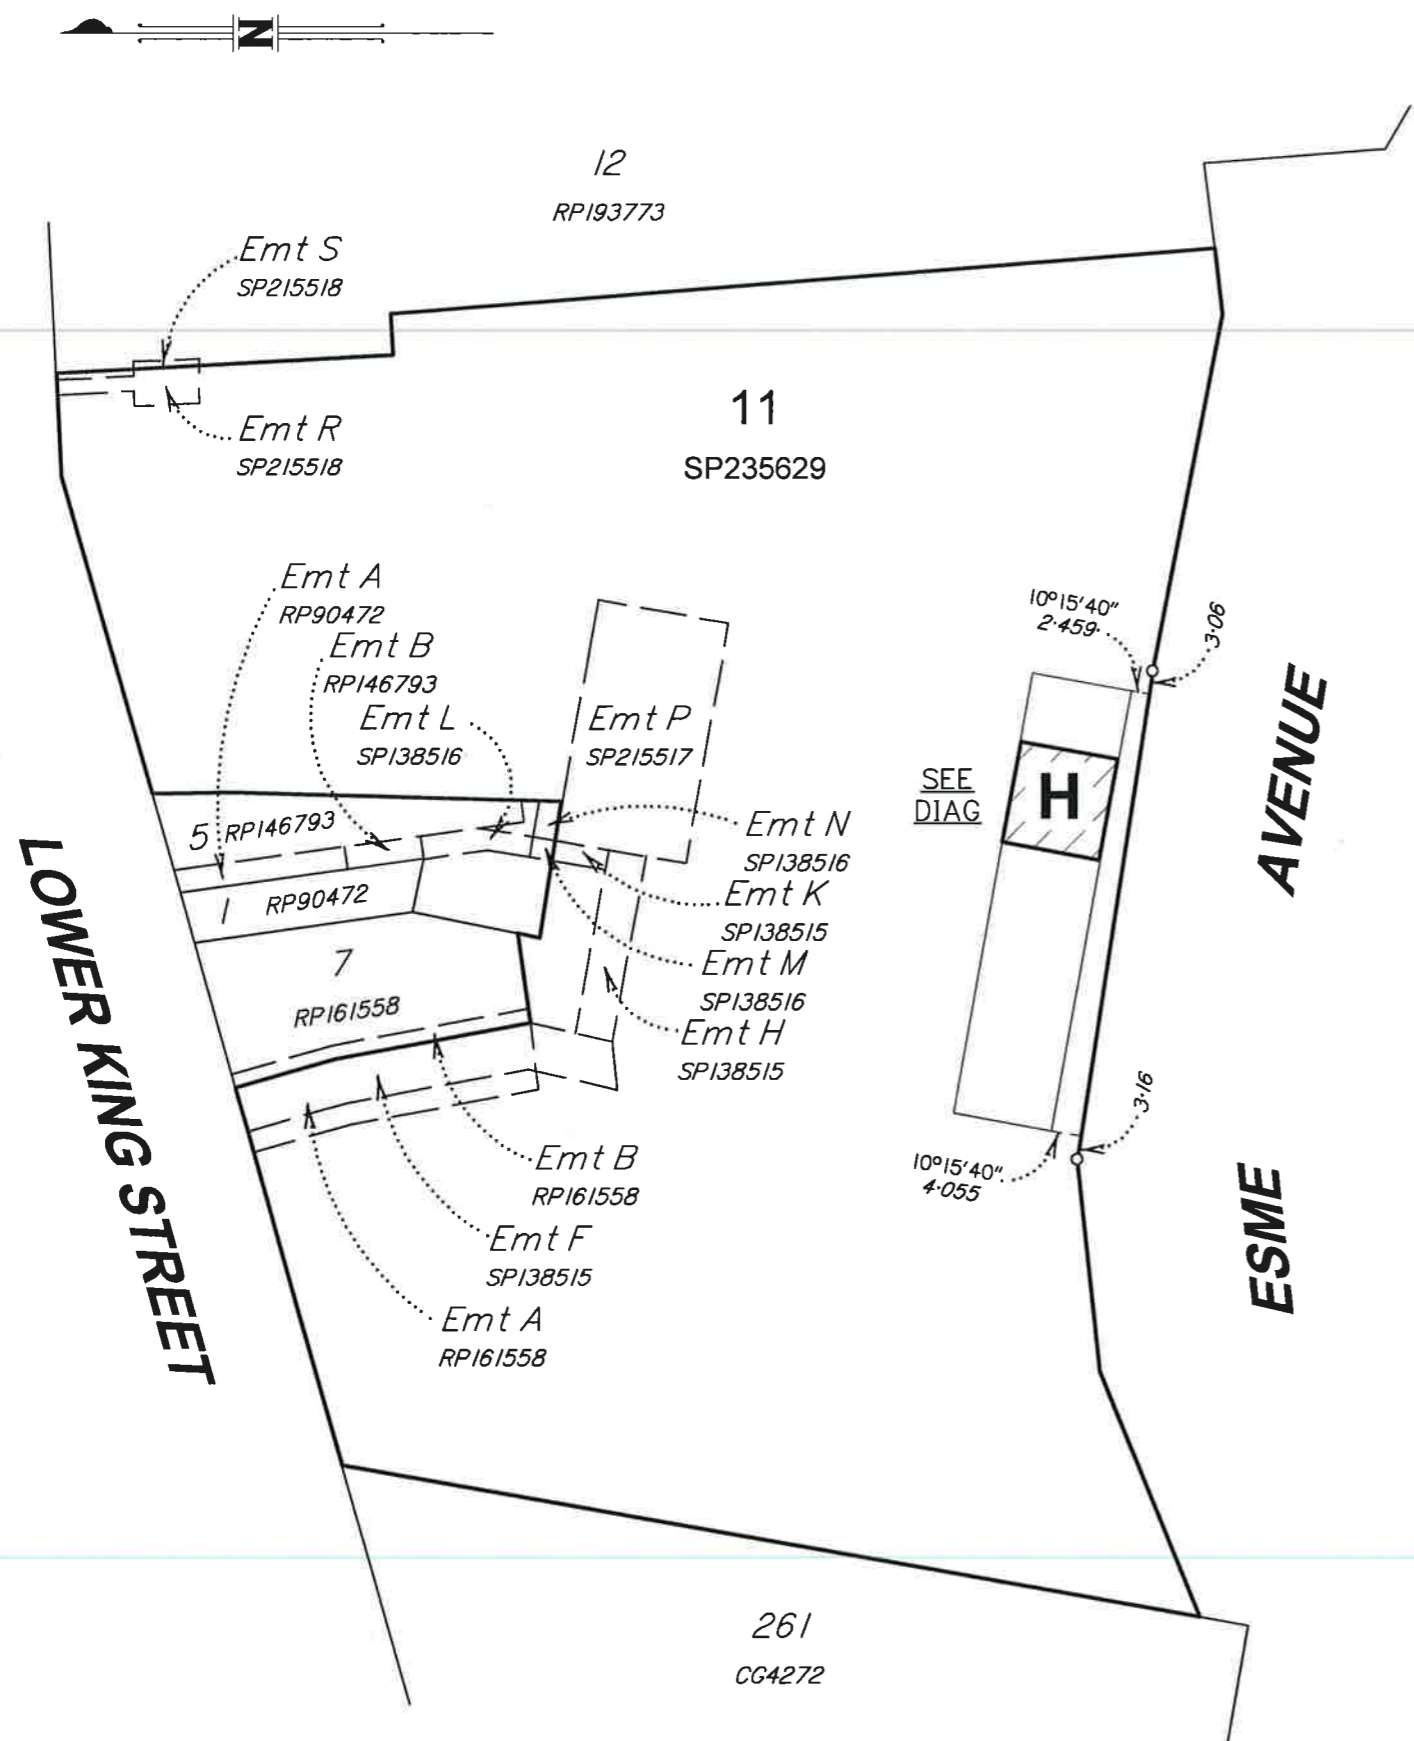 N
12
RP193773
Emt S
SP215518
Emt R
SP215518
11
SP235629
Emt A
RP90472
Emt B
RP146793
Emt L
SP138516
Emt P
SP215517
10°15'40"
2·459
3·06
SEE
DIAG
H
5 RP146793
RP90472
7
RP161558
Emt N
SP138516
Emt K
SP138515
Emt M
SP138516
Emt H
SP138515
3·16
10°15'40"
4·055
Emt B
RP161558
Emt F
SP138515
Emt A
RP161558
LOWER KING STREET
ESME AVENUE
261
CG4272